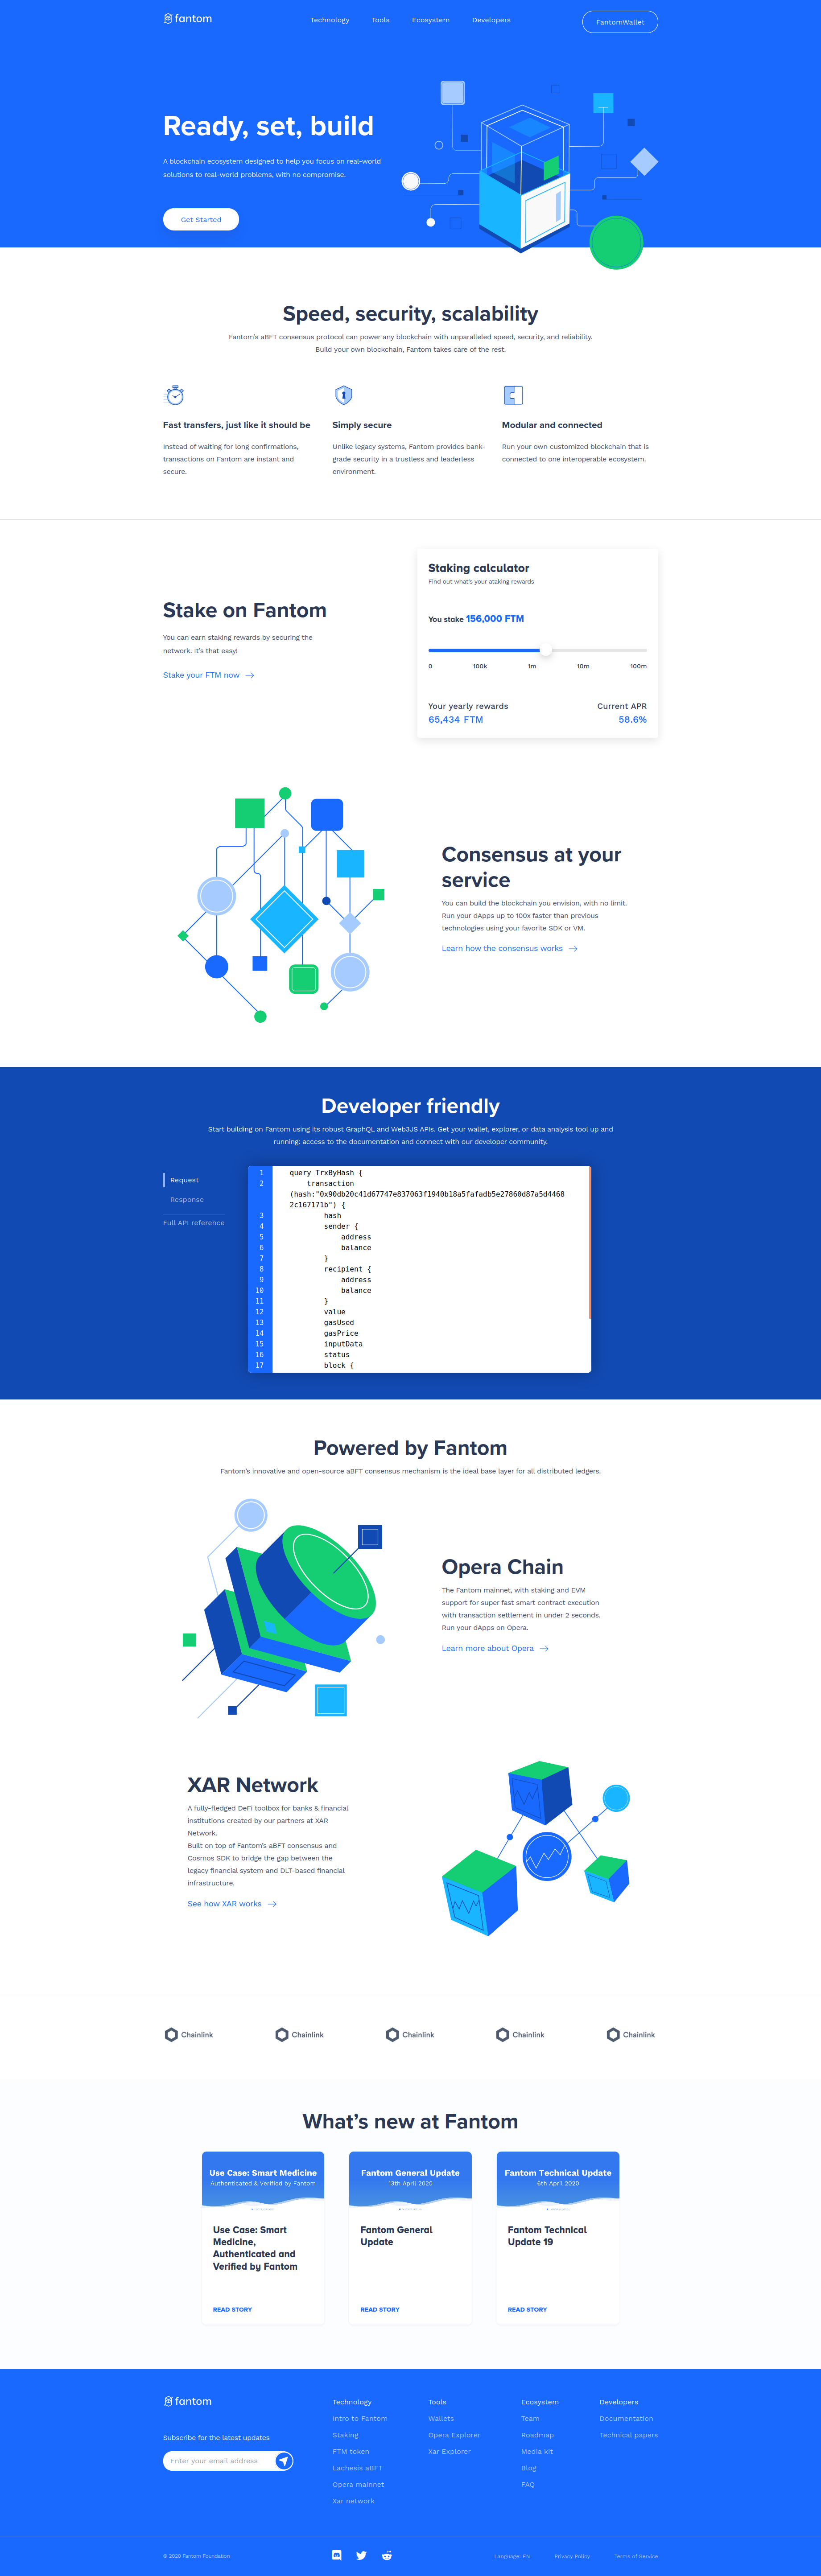 fantom
Technology Tools Ecosystem Developers
FantomWallet
Ready, set, build
A blockchain ecosystem designed to help you focus on real-world
solutions to real-world problems, with no compromise.
Get Started
Speed, security, scalability
Fantom's aBFT consensus protocol can power any blockchain with unparalleled speed, security, and reliability.
Build your own blockchain, Fantom takes care of the rest.
Fast transfers, just like it should be
Instead of waiting for long confirmations,
transactions on Fantom are instant and
secure.
Simply secure
Unlike legacy systems, Fantom provides bank-
grade security in a trustless and leaderless
environment.
Modular and connected
Run your own customized blockchain that is
connected to one interoperable ecosystem.
Stake on Fantom
You can earn staking rewards by securing the
network. It's that easy!
Stake your FTM now
Staking calculator
Find out what's your ataking rewards
You stake 156,000 FTM
0 100k 1m 10m 100m
Your yearly rewards Current APR
65,434 FTM 58.6%
Consensus at your
service
You can build the blockchain you envision, with no limit.
Run your dApps up to 100x faster than previous
technologies using your favorite SDK or VM.
Learn how the consensus works
Developer friendly
Start building on Fantom using its robust GraphQL and Web3JS APIs. Get your wallet, explorer, or data analysis tool up and
running: access to the documentation and connect with our developer community.
Request
Response
Full API reference
1 query TrxByHash {
2 transaction
(hash:"0x90db20c41d67747e837063f1940b18a5fafadb5e27860d87a5d4468
2c167171b") {
3 hash
4 sender {
5 address
6 balance
7 }
8 recipient {
9 address
10 balance
11 }
12 value
13 gasUsed
14 gasPrice
15 inputData
16 status
17 block {
Powered by Fantom
Fantom's innovative and open-source aBFT consensus mechanism is the ideal base layer for all distributed ledgers.
Opera Chain
The Fantom mainnet, with staking and EVM
support for super fast smart contract execution
with transaction settlement in under 2 seconds.
Run your dApps on Opera.
Learn more about Opera
XAR Network
A fully-fledged DeFi toolbox for banks & financial
institutions created by our partners at XAR
Network.
Built on top of Fantom's aBFT consensus and
Cosmos SDK to bridge the gap between the
legacy financial system and DLT-based financial
infrastructure.
See how XAR works
Chainlink Chainlink Chainlink Chainlink Chainlink
What's new at Fantom
Use Case: Smart Medicine
Authenticated & Verified by Fantom
Use Case: Smart
Medicine,
Authenticated and
Verified by Fantom
READ STORY
Fantom General Update
13th April 2020
Fantom General
Update
READ STORY
Fantom Technical Update
6th April 2020
Fantom Technical
Update 19
READ STORY
fantom
Subscribe for the latest updates
Enter your email address
Technology
Intro to Fantom
Staking
FTM token
Lachesis aBFT
Opera mainnet
Xar network
Tools
Wallets
Opera Explorer
Xar Explorer
Ecosystem
Team
Roadmap
Media kit
Blog
FAQ
Developers
Documentation
Technical papers
© 2020 Fantom Foundation
Language: EN Privacy Policy Terms of Service